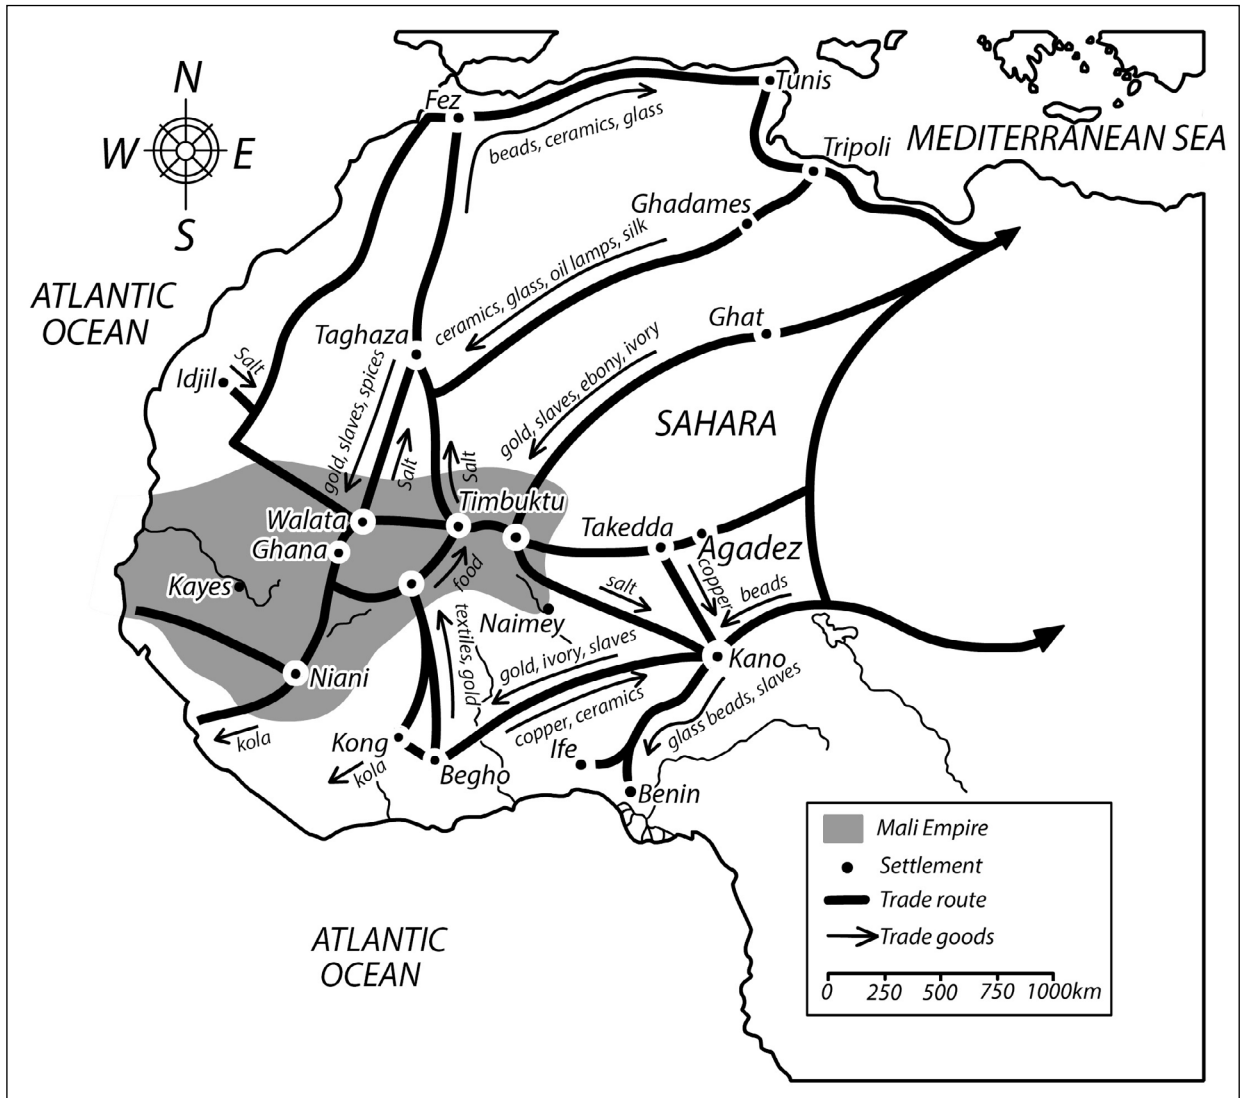 N
W
E
S
Fez
Tunis
beads, ceramics, glass
MEDITERRANEAN SEA
Tripoli
Ghadames
ATLANTIC
OCEAN
ceramics, glass, oil lamps, silk
Taghaza
Ghat
Salt
Idjil
gold, slaves, spices
gold, slaves, ebony, ivory
SAHARA
Salt
Salt
Timbuktu
Walata
Ghana
Takedda
Agadez
Kayes
food
salt
copper
beads
Naimey
textiles, gold
gold, ivory, slaves
Kano
Niani
copper, ceramics
glass beads, slaves
kola
Kong
kola
Begho
Ife
Benin
Mali Empire
Settlement
Trade route
Trade goods
0 250 500 750 1000km
ATLANTIC
OCEAN